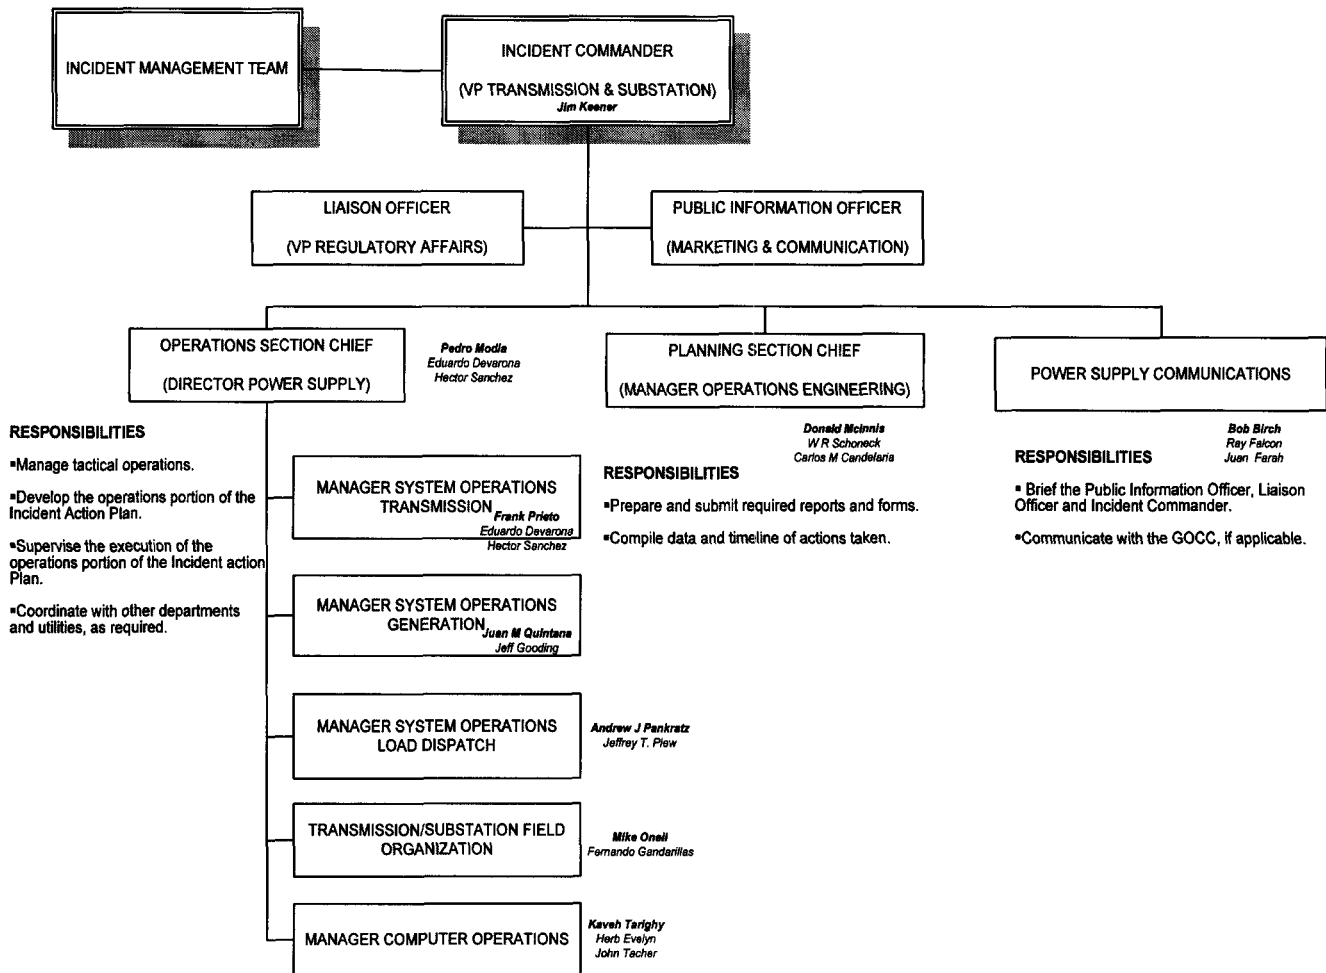 INCIDENT MANAGEMENT TEAM
INCIDENT COMMANDER
(VP TRANSMISSION & SUBSTATION)
Jim Keener
LIAISON OFFICER
(VP REGULATORY AFFAIRS)
PUBLIC INFORMATION OFFICER
(MARKETING & COMMUNICATION)
OPERATIONS SECTION CHIEF
(DIRECTOR POWER SUPPLY)
Pedro Modia
Eduardo Devarona
Hector Sanchez
PLANNING SECTION CHIEF
(MANAGER OPERATIONS ENGINEERING)
Donald McInnis
W R Schoneck
Carlos M Candelaria
POWER SUPPLY COMMUNICATIONS
Bob Birch
Ray Falcon
Juan Farah
RESPONSIBILITIES
▪Manage tactical operations.
▪Develop the operations portion of the
Incident Action Plan.
▪Supervise the execution of the
operations portion of the Incident action
Plan.
▪Coordinate with other departments
and utilities, as required.
MANAGER SYSTEM OPERATIONS
TRANSMISSION
Frank Prieto
Eduardo Devarona
Hector Sanchez
MANAGER SYSTEM OPERATIONS
GENERATION
Juan M Quintana
Jeff Gooding
MANAGER SYSTEM OPERATIONS
LOAD DISPATCH
Andrew J Pankratz
Jeffrey T. Plew
TRANSMISSION/SUBSTATION FIELD
ORGANIZATION
Mike Oneil
Fernando Gandarillas
MANAGER COMPUTER OPERATIONS
Kaveh Tarighy
Herb Evelyn
John Tacher
RESPONSIBILITIES
▪Prepare and submit required reports and forms.
▪Compile data and timeline of actions taken.
RESPONSIBILITIES
▪ Brief the Public Information Officer, Liaison
Officer and Incident Commander.
▪Communicate with the GOCC, if applicable.